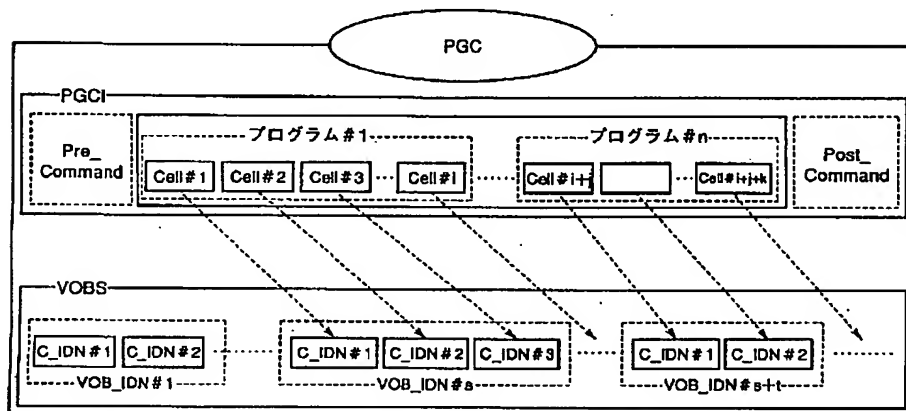 PGC
PGCI
Pre_
Command
プログラム#1
Cell#1 Cell#2 Cell#3 … Cell#i ……
プログラム#n
Cell#i+j … Cell#i+j+k
Post_
Command
VOBS
C_IDN#1 C_IDN#2 ……
VOB_IDN#1
C_IDN#1 C_IDN#2 C_IDN#3 ……
VOB_IDN#s
C_IDN#1 C_IDN#2 ……
VOB_IDN#s+t